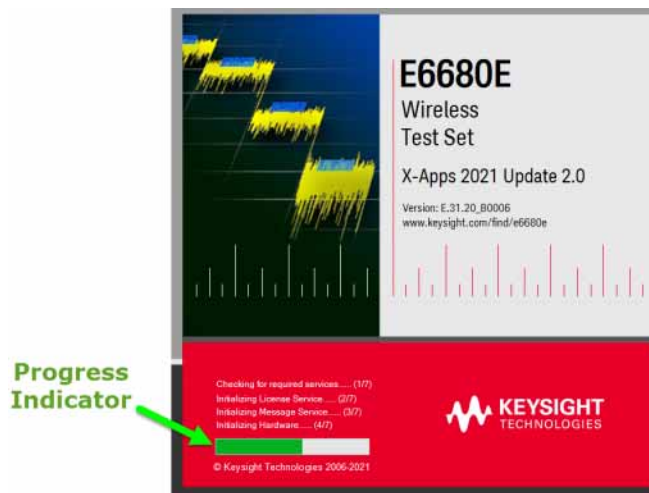 E6680E
Wireless
Test Set
X-Apps 2021 Update 2.0
Version: E.31.20_B0006
www.keysight.com/find/e6680e
Progress
Indicator
Checking for required services..... (1/7)
Initializing License Service..... (2/7)
Initializing Message Service..... (3/7)
Initializing Hardware..... (4/7)
© Keysight Technologies 2006-2021
KEYSIGHT
TECHNOLOGIES